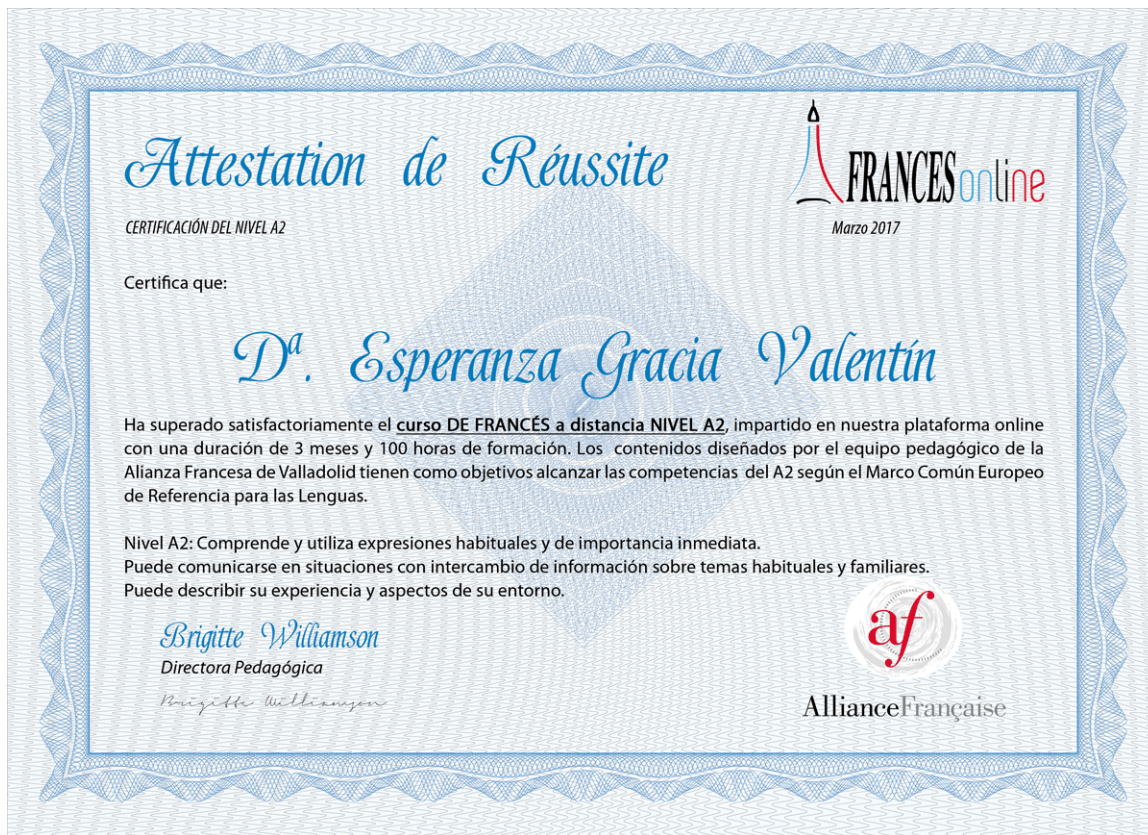 Attestation de Réussite
FRANCES online
CERTIFICACIÓN DEL NIVEL A2
Marzo 2017
Certifica que:
Dª. Esperanza Gracia Valentín
Ha superado satisfactoriamente el curso DE FRANCÉS a distancia NIVEL A2, impartido en nuestra plataforma online
con una duración de 3 meses y 100 horas de formación. Los contenidos diseñados por el equipo pedagógico de la
Alianza Francesa de Valladolid tienen como objetivos alcanzar las competencias del A2 según el Marco Común Europeo
de Referencia para las Lenguas.
Nivel A2: Comprende y utiliza expresiones habituales y de importancia inmediata.
Puede comunicarse en situaciones con intercambio de información sobre temas habituales y familiares.
Puede describir su experiencia y aspectos de su entorno.
Brigitte Williamson
Directora Pedagógica
Brigitte Williamson
af
AllianceFrançaise